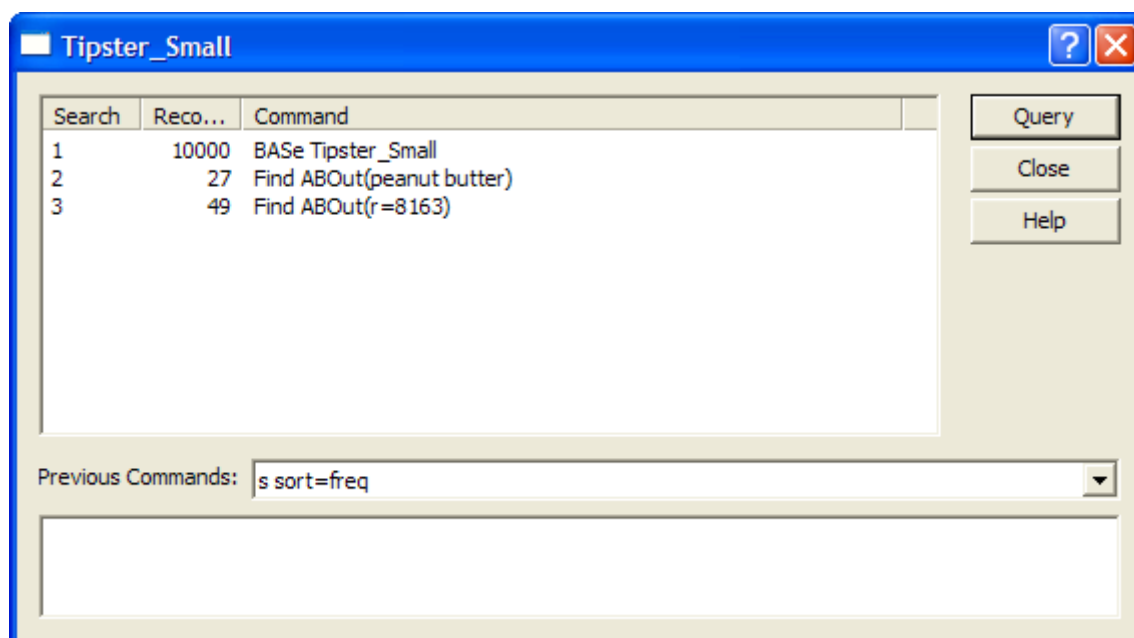 Tipster_Small
Search Reco... Command
1 10000 BASe Tipster_Small
2 27 Find ABOut(peanut butter)
3 49 Find ABOut(r=8163)
Query
Close
Help
Previous Commands: s sort=freq